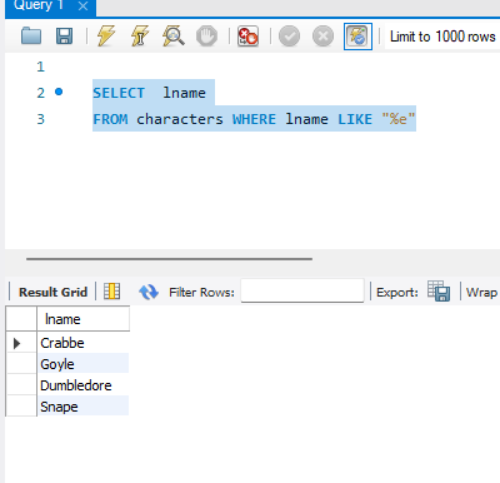 Query 1 ×
Limit to 1000 rows
1
2 SELECT lname
3 FROM characters WHERE lname LIKE "%e"
Result Grid Filter Rows: Export: Wrap
lname
Crabbe
Goyle
Dumbledore
Snape